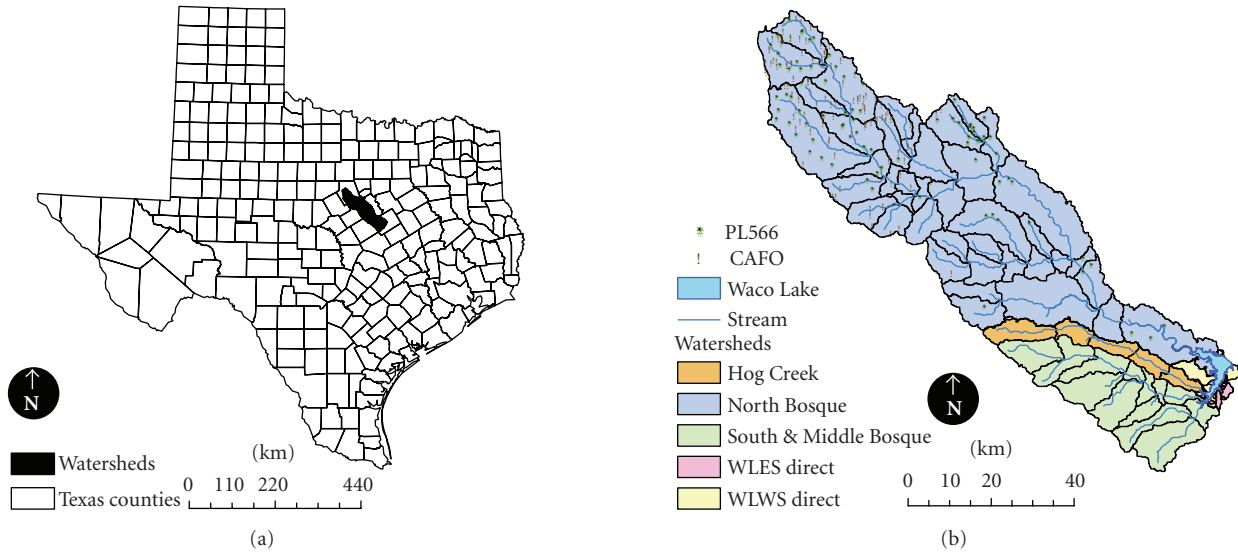 N
(km)
Watersheds
0 110 220 440
Texas counties
(a)
PL566
CAFO
Waco Lake
Stream
Watersheds
Hog Creek
North Bosque
South & Middle Bosque
WLES direct
WLWS direct
N
(km)
0 10 20 40
(b)